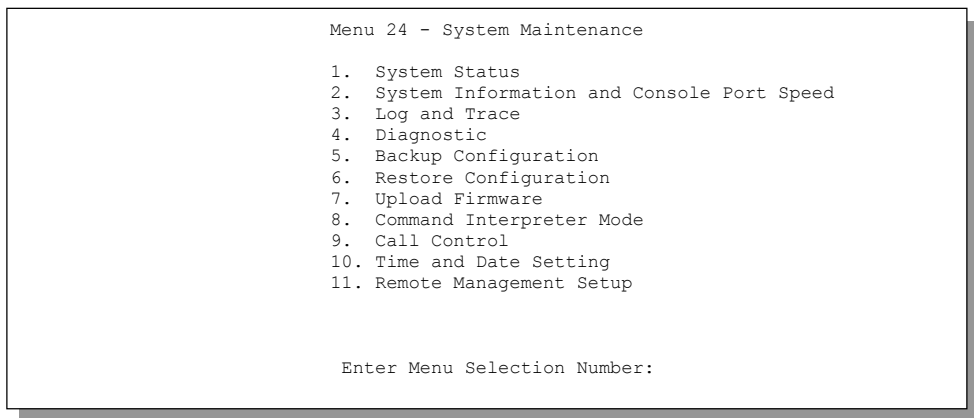 Menu 24 - System Maintenance
1. System Status
2. System Information and Console Port Speed
3. Log and Trace
4. Diagnostic
5. Backup Configuration
6. Restore Configuration
7. Upload Firmware
8. Command Interpreter Mode
9. Call Control
10. Time and Date Setting
11. Remote Management Setup
Enter Menu Selection Number: